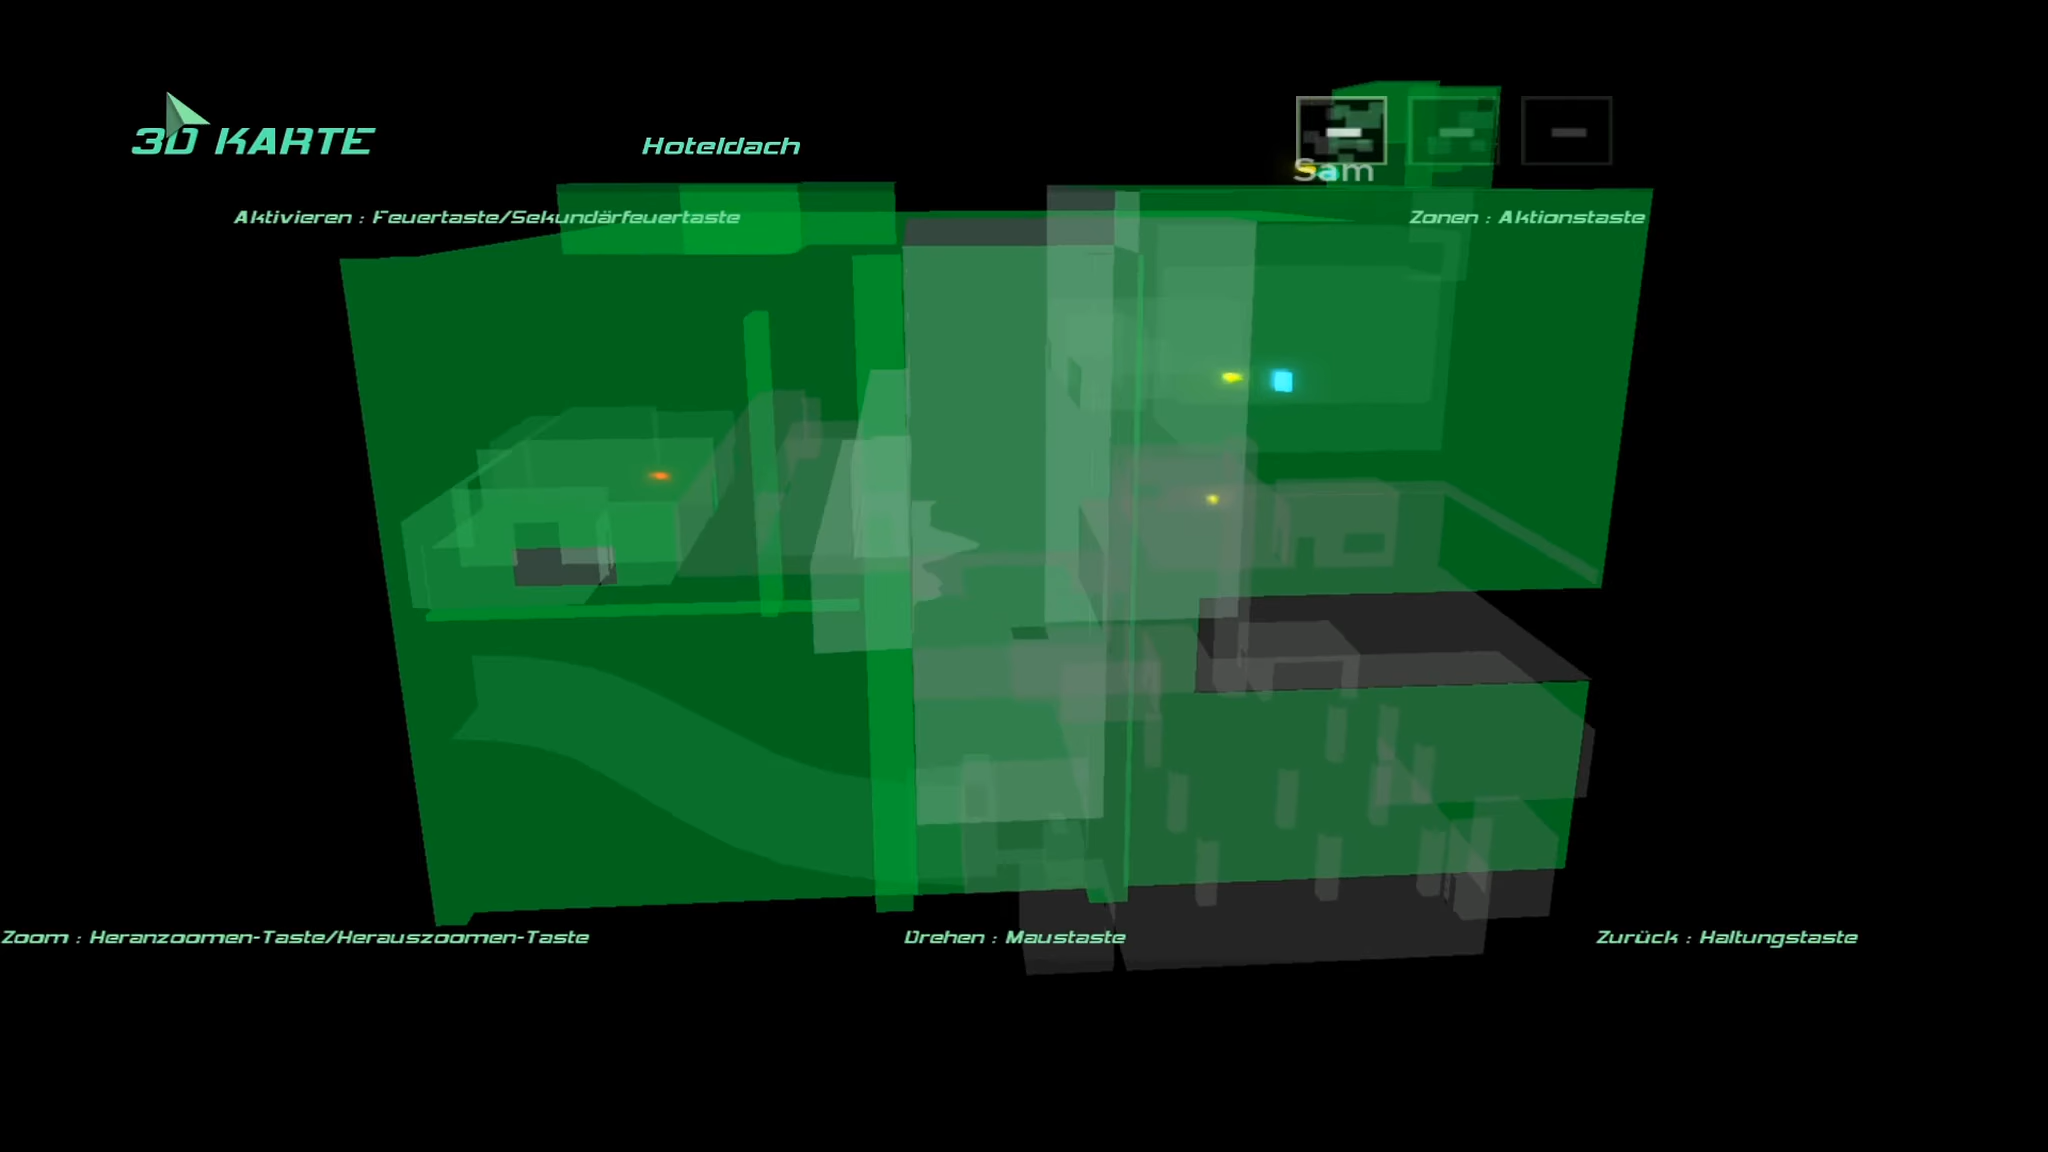 3D KARTE
Hoteldach
Sam
Aktivieren : Feuertaste/Sekundärfeuertaste
Zonen : Aktionstaste
Zoom : Heranzoomen-Taste/Herauszoomen-Taste
Drehen : Maustaste
Zurück : Haltungstaste